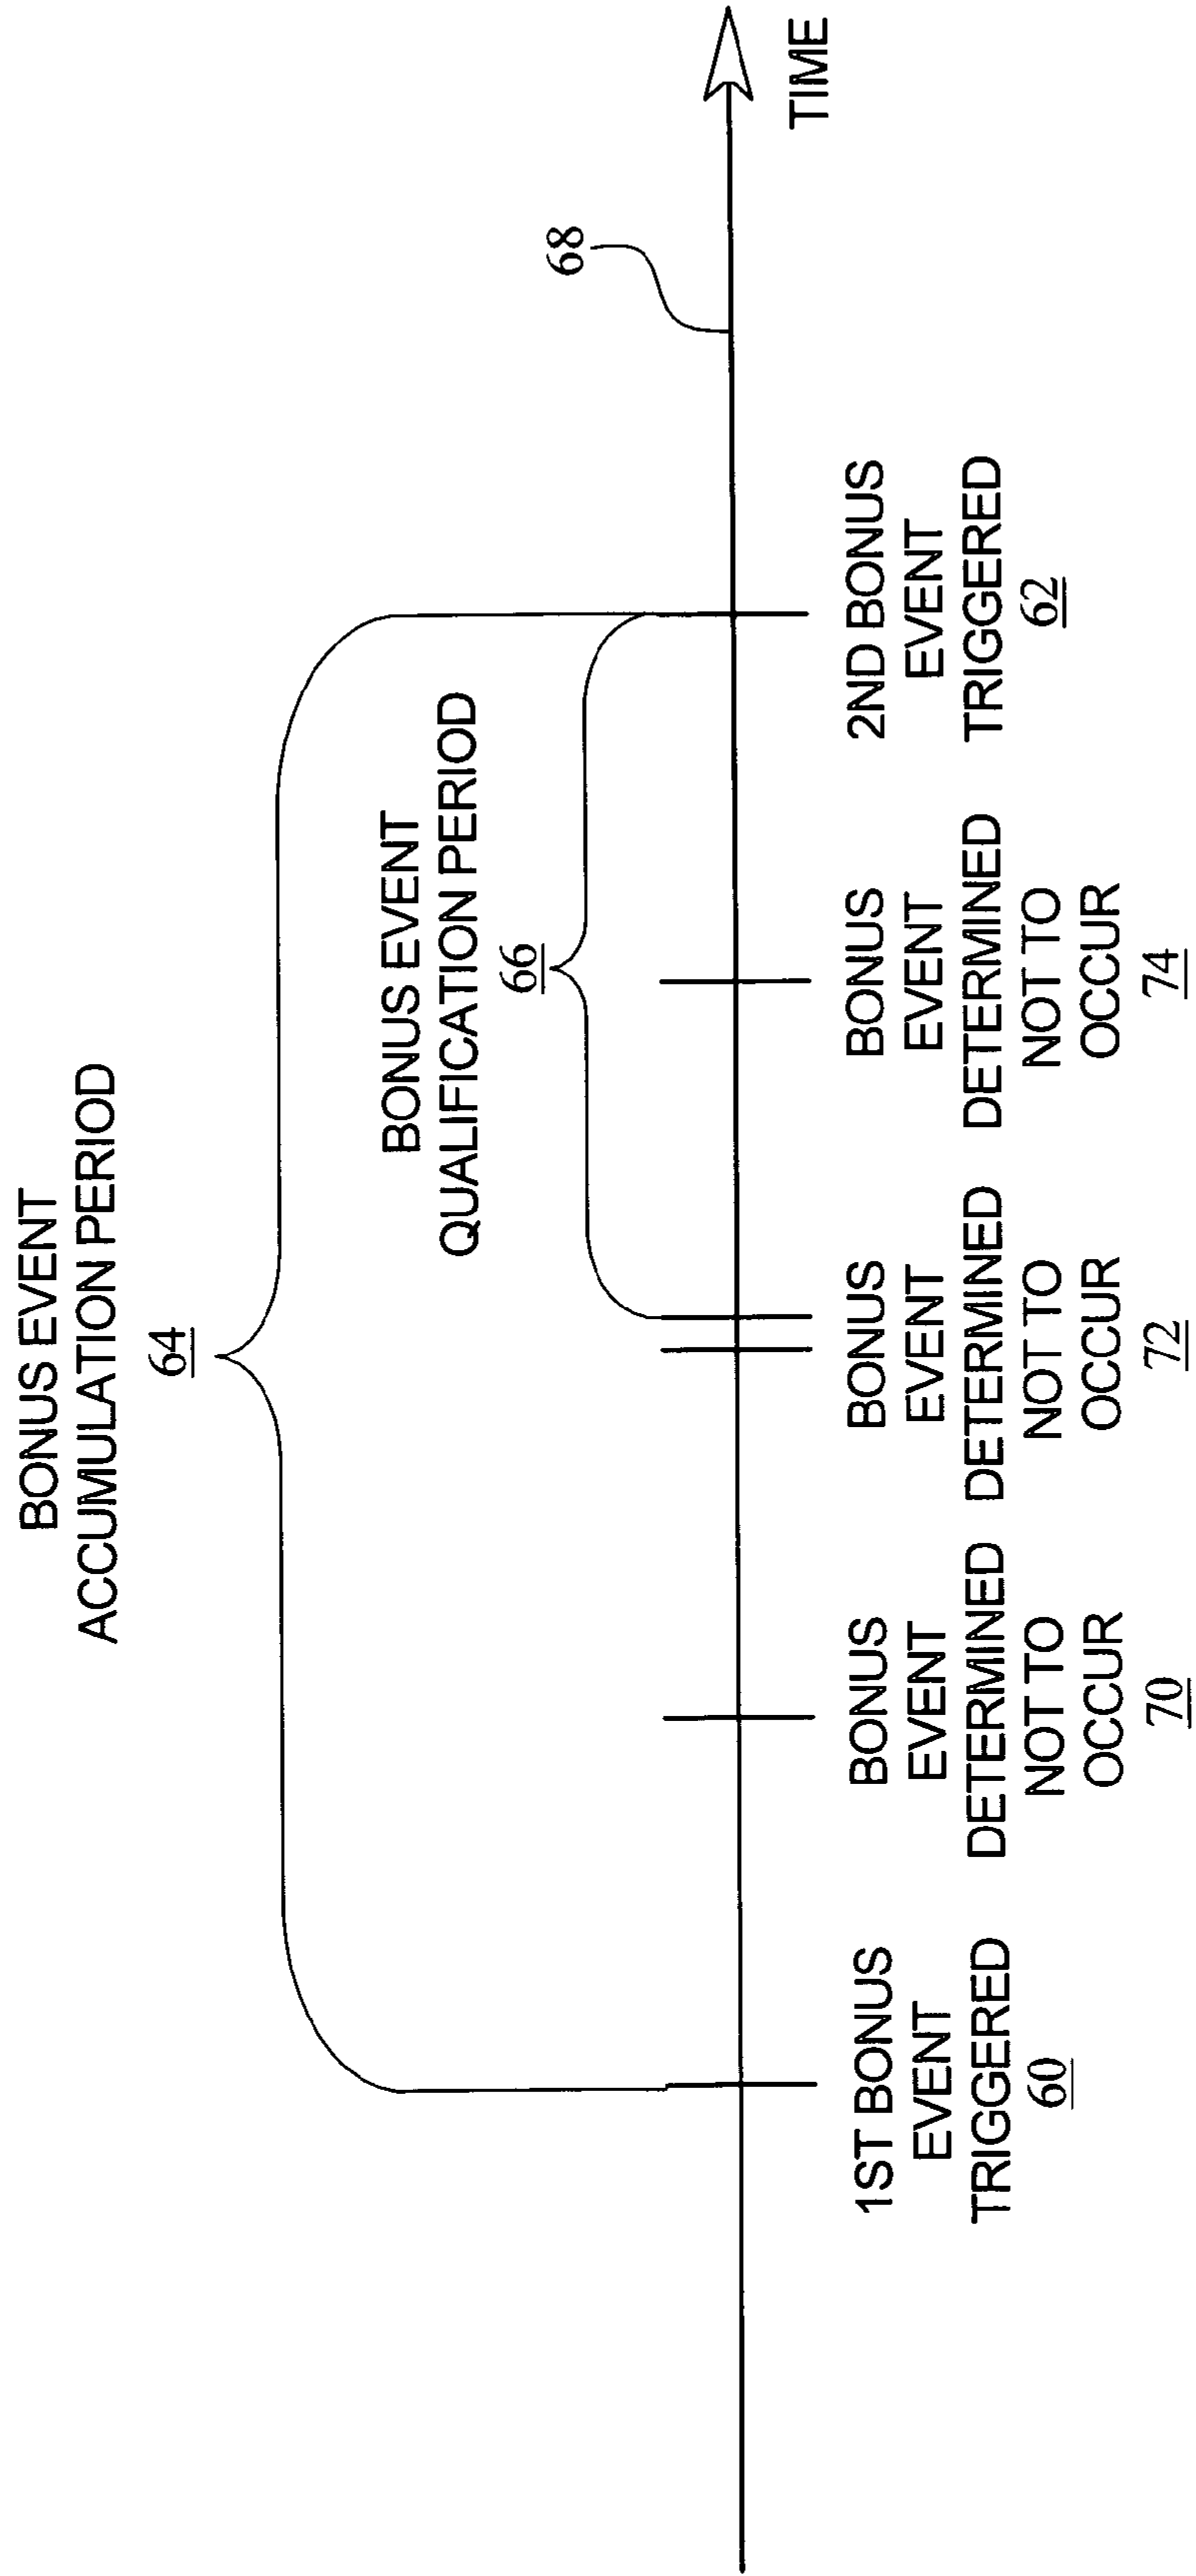 BONUS EVENT
ACCUMULATION PERIOD
64
BONUS EVENT
QUALIFICATION PERIOD
66
68
TIME
1ST BONUS
EVENT
TRIGGERED
60
BONUS
EVENT
DETERMINED
NOT TO
OCCUR
70
BONUS
EVENT
DETERMINED
NOT TO
OCCUR
72
BONUS
EVENT
DETERMINED
NOT TO
OCCUR
74
2ND BONUS
EVENT
TRIGGERED
62